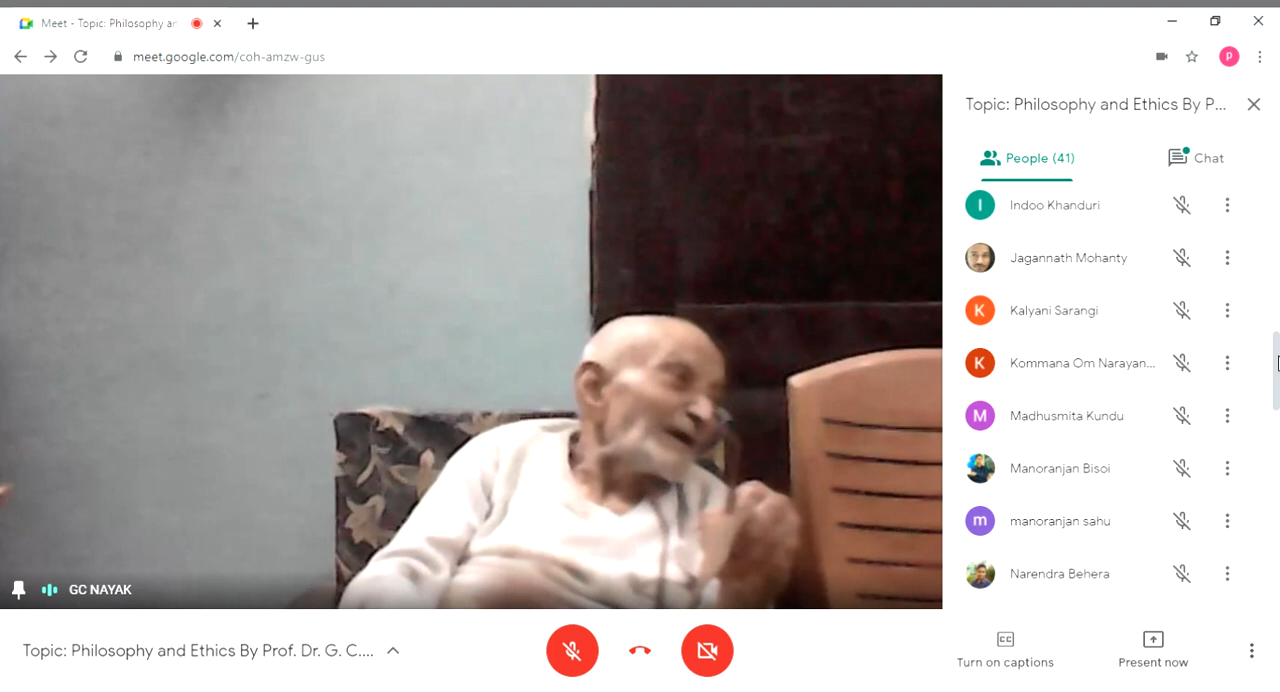 Meet - Topic: Philosophy ar
meet.google.com/coh-amzw-gus
P
Topic: Philosophy and Ethics By P...
People (41)
Chat
I Indoo Khanduri
Jagannath Mohanty
K Kalyani Sarangi
K Kommana Om Narayan...
M Madhusmita Kundu
Manoranjan Bisoi
m manoranjan sahu
Narendra Behera
GC NAYAK
Topic: Philosophy and Ethics By Prof. Dr. G. C....
CC
Turn on captions
Present now